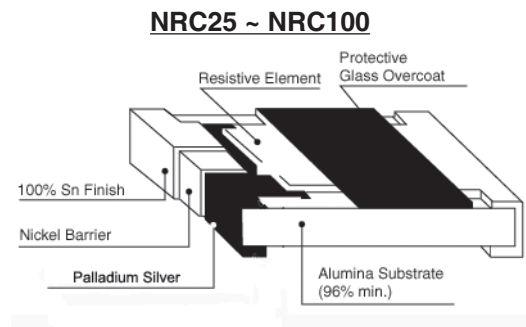 NRC25 ~ NRC100
Protective
Glass Overcoat
Resistive Element
100% Sn Finish
Nickel Barrier
Palladium Silver
Alumina Substrate
(96% min.)